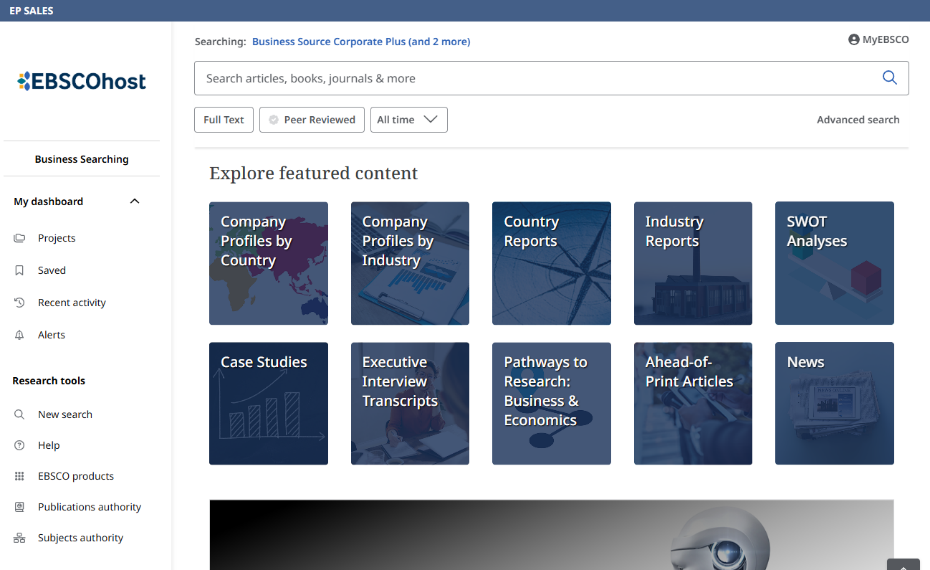 EP SALES
Searching: Business Source Corporate Plus (and 2 more)
MyEBSCO
EBSCOhost
Search articles, books, journals & more
Full Text
Peer Reviewed
All time
Advanced search
Business Searching
My dashboard
Projects
Saved
Recent activity
Alerts
Research tools
New search
Help
EBSCO products
Publications authority
Subjects authority
Explore featured content
Company
Profiles by
Country
Company
Profiles by
Industry
Country
Reports
Industry
Reports
SWOT
Analyses
Case Studies
Executive
Interview
Transcripts
Pathways to
Research:
Business &
Economics
Ahead-of-
Print Articles
News